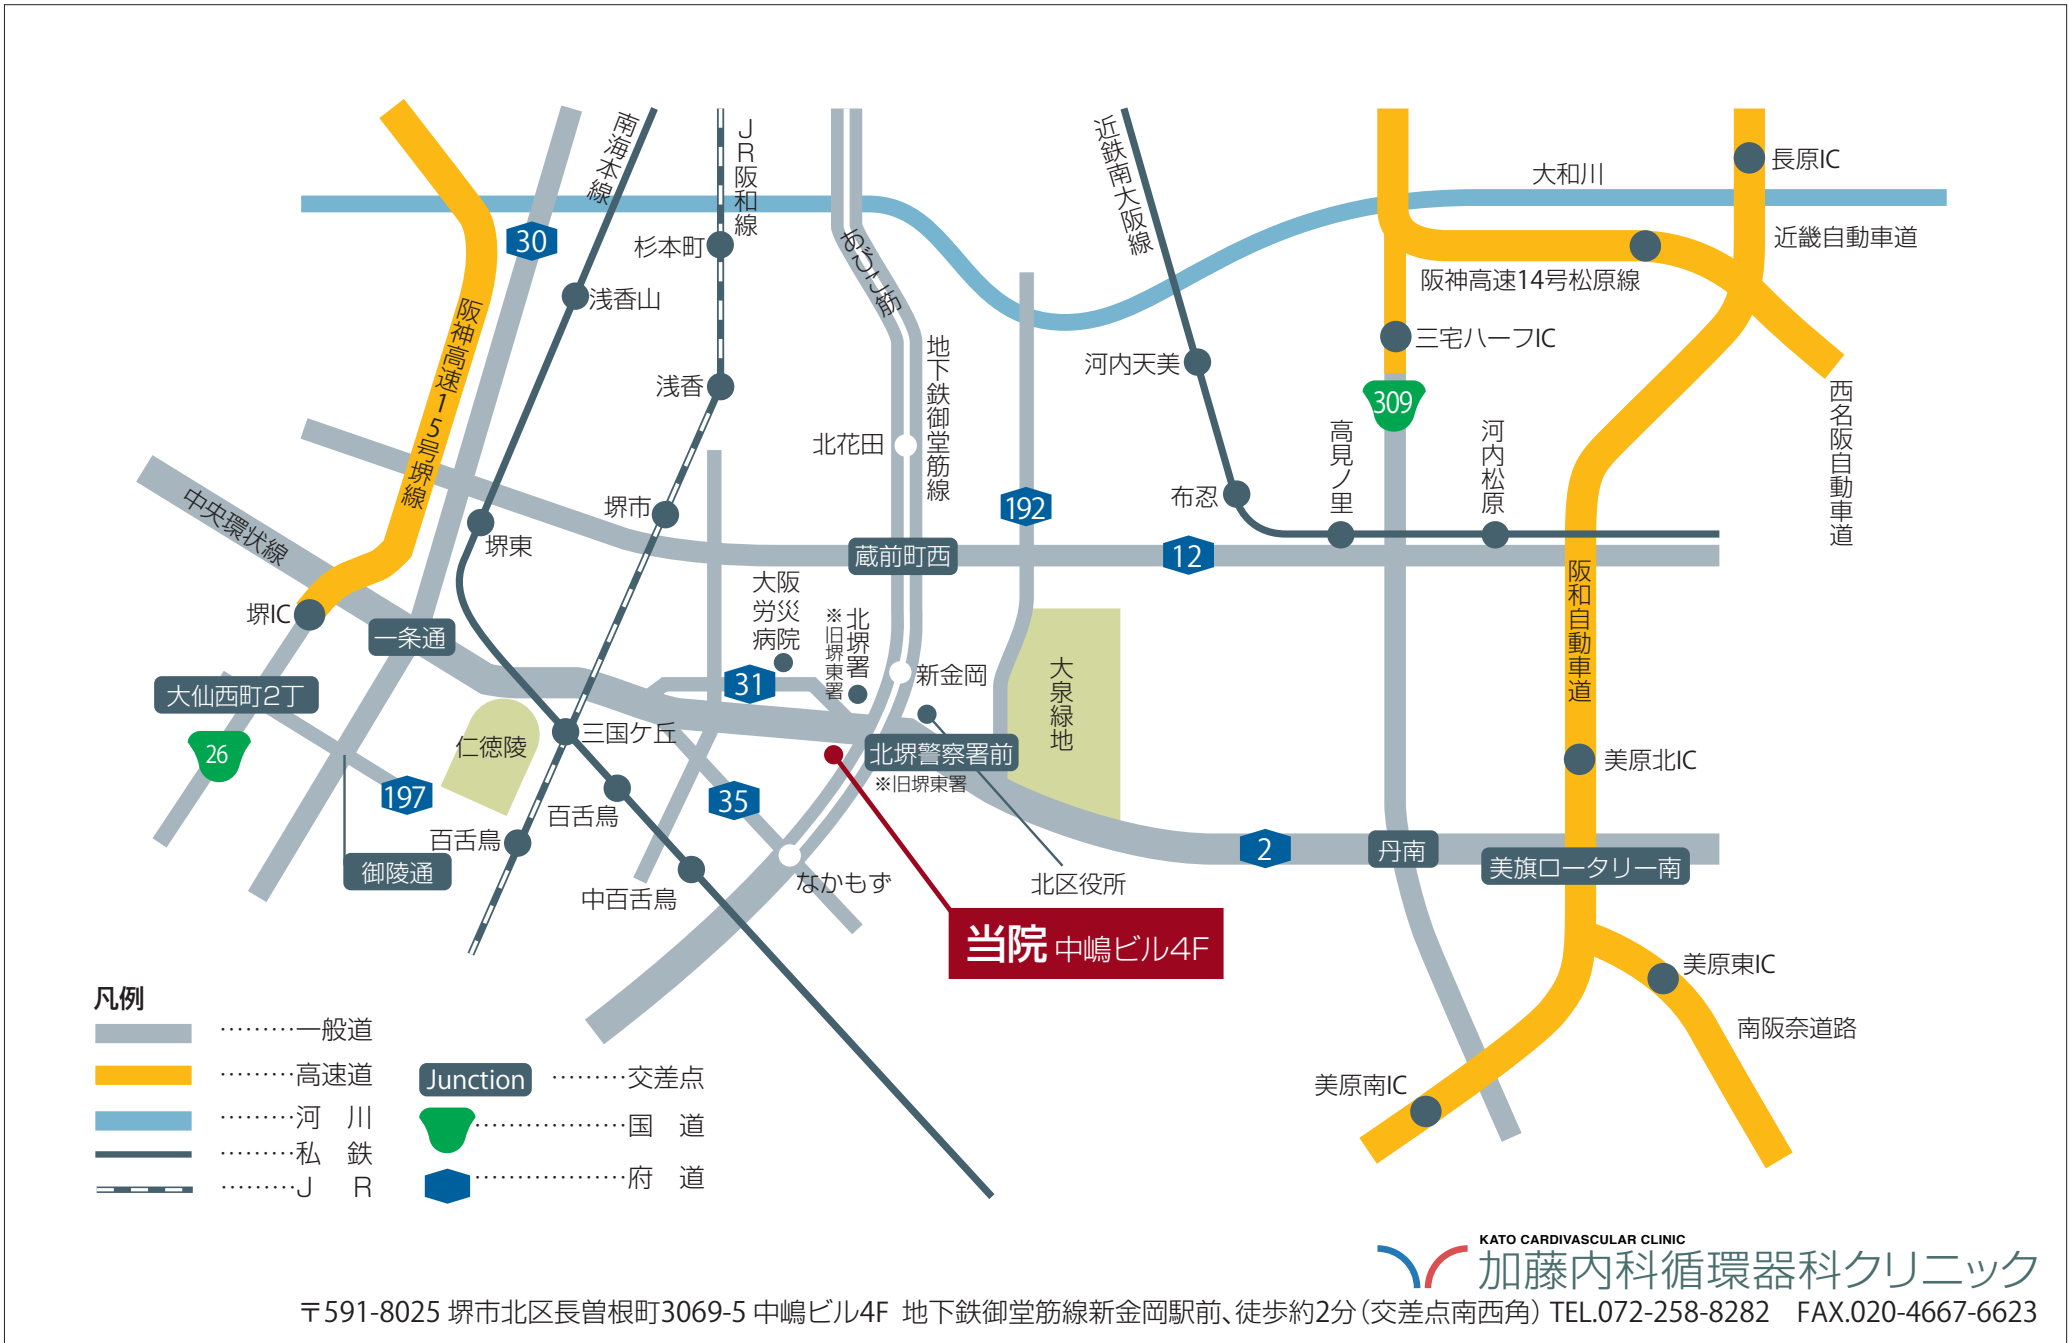 南海本線
JR阪和線
近鉄南大阪線
大和川
長原IC
近畿自動車道
30
杉本町
あびこ筋
浅香山
阪神高速14号松原線
阪神高速15号堺線
地下鉄御堂筋線
三宅ハーフIC
河内天美
浅香
309
西名阪自動車道
北花田
高見ノ里
河内松原
中央環状線
堺市
192
布忍
堺東
蔵前町西
12
阪和自動車道
大阪
労災
病院
※旧堺東署
北堺署
堺IC
一条通
新金岡
大泉緑地
31
大仙西町2丁
26
仁徳陵
三国ケ丘
北堺警察署前
※旧堺東署
美原北IC
197
35
百舌鳥
百舌鳥
2
丹南
美旗ロータリー南
御陵通
中百舌鳥
なかもず
北区役所
当院 中嶋ビル4F
美原東IC
南阪奈道路
美原南IC
凡例
………一般道
………高速道
………河 川
………私 鉄
………J R
Junction ………交差点
………………国 道
………………府 道
KATO CARDIVASCULAR CLINIC
加藤内科循環器科クリニック
〒591-8025 堺市北区長曽根町3069-5 中嶋ビル4F 地下鉄御堂筋線新金岡駅前、徒歩約2分（交差点南西角） TEL.072-258-8282 FAX.020-4667-6623